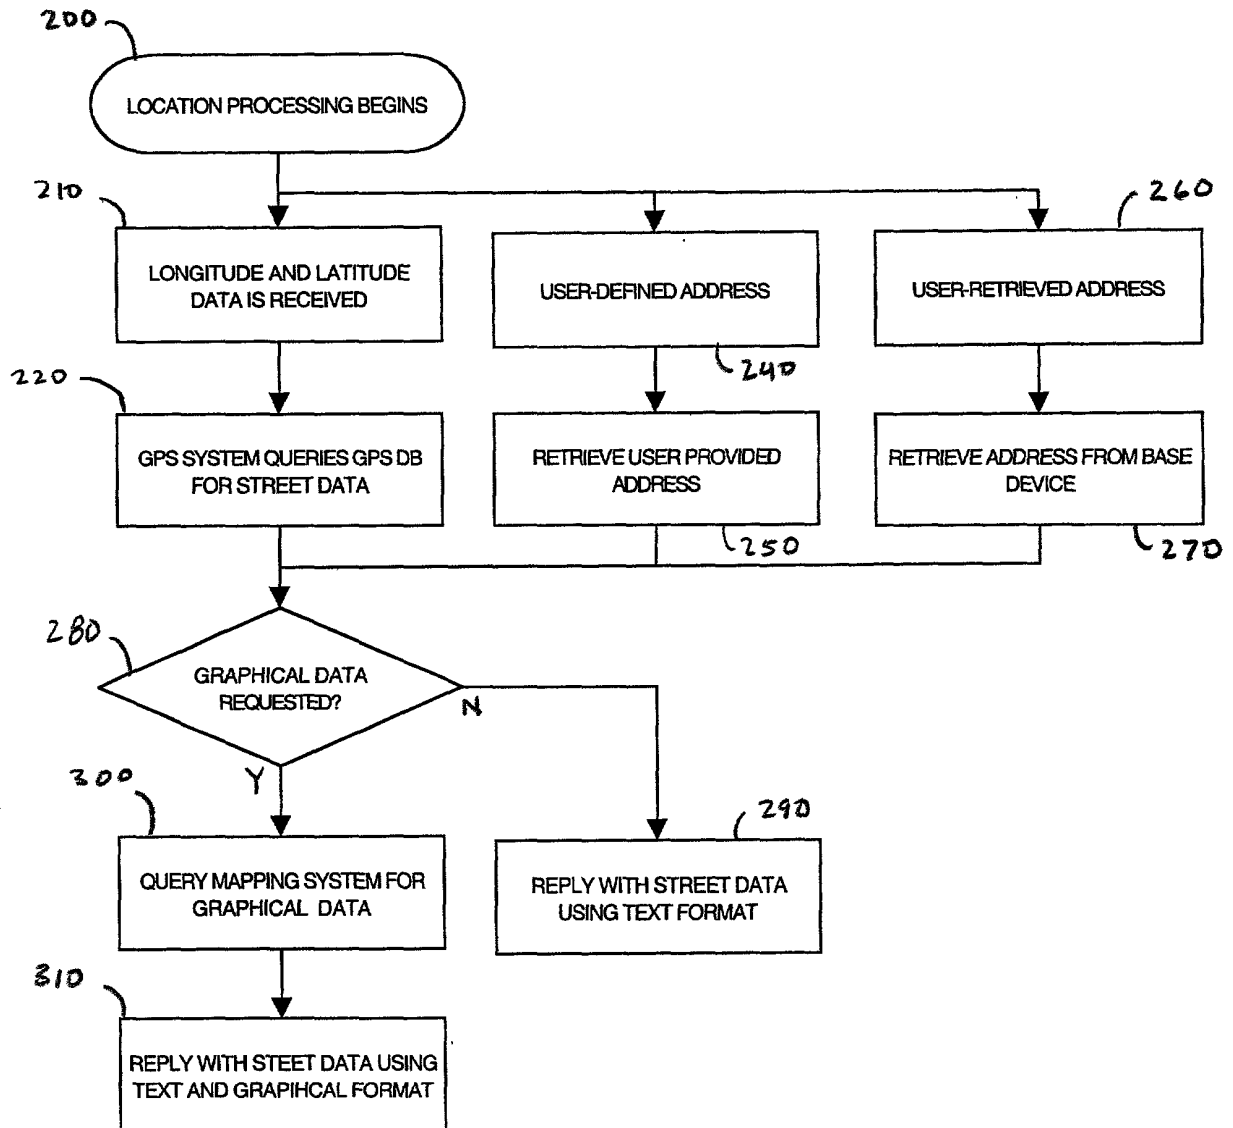 200
LOCATION PROCESSING BEGINS
210
260
LONGITUDE AND LATITUDE
DATA IS RECEIVED
USER-DEFINED ADDRESS
USER-RETRIEVED ADDRESS
220
240
GPS SYSTEM QUERIES GPS DB
FOR STREET DATA
RETRIEVE USER PROVIDED
ADDRESS
RETRIEVE ADDRESS FROM BASE
DEVICE
250
270
280
GRAPHICAL DATA
REQUESTED?
N
Y
300
290
QUERY MAPPING SYSTEM FOR
GRAPHICAL DATA
REPLY WITH STREET DATA
USING TEXT FORMAT
310
REPLY WITH STEET DATA USING
TEXT AND GRAPIHCAL FORMAT